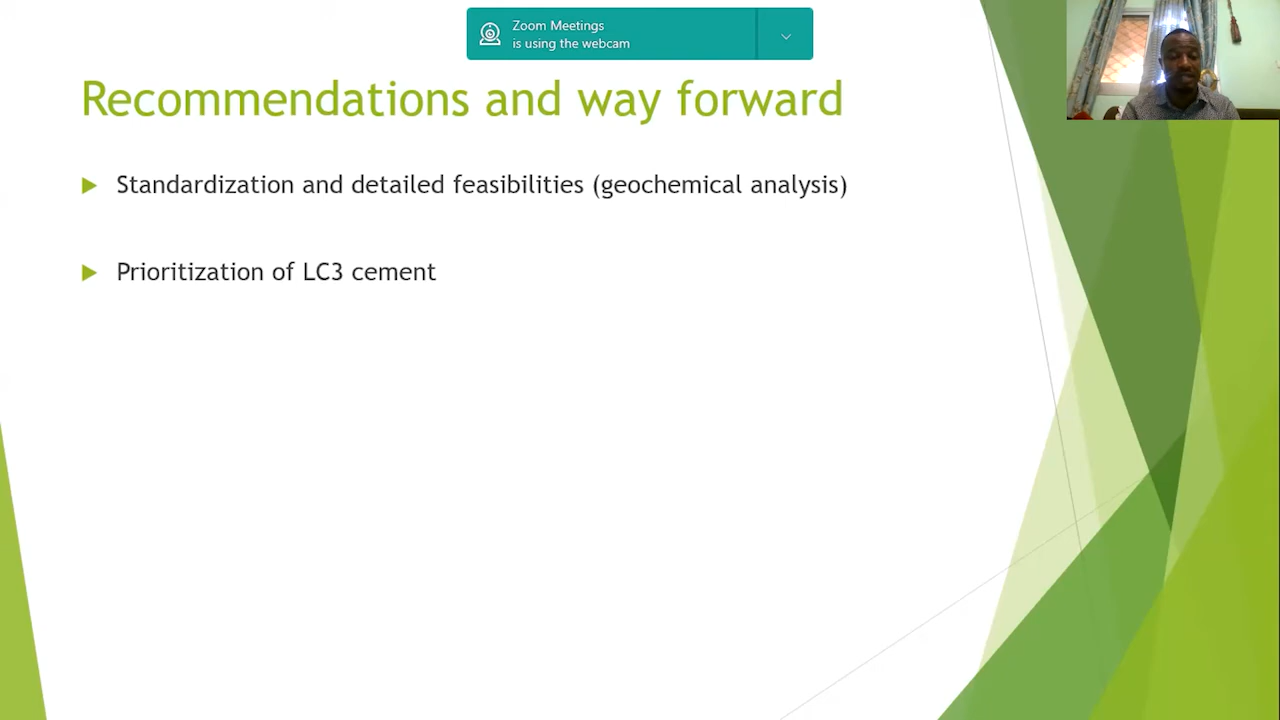 Zoom Meetings
is using the webcam
Recommendations and way forward
Standardization and detailed feasibilities (geochemical analysis)
Prioritization of LC3 cement